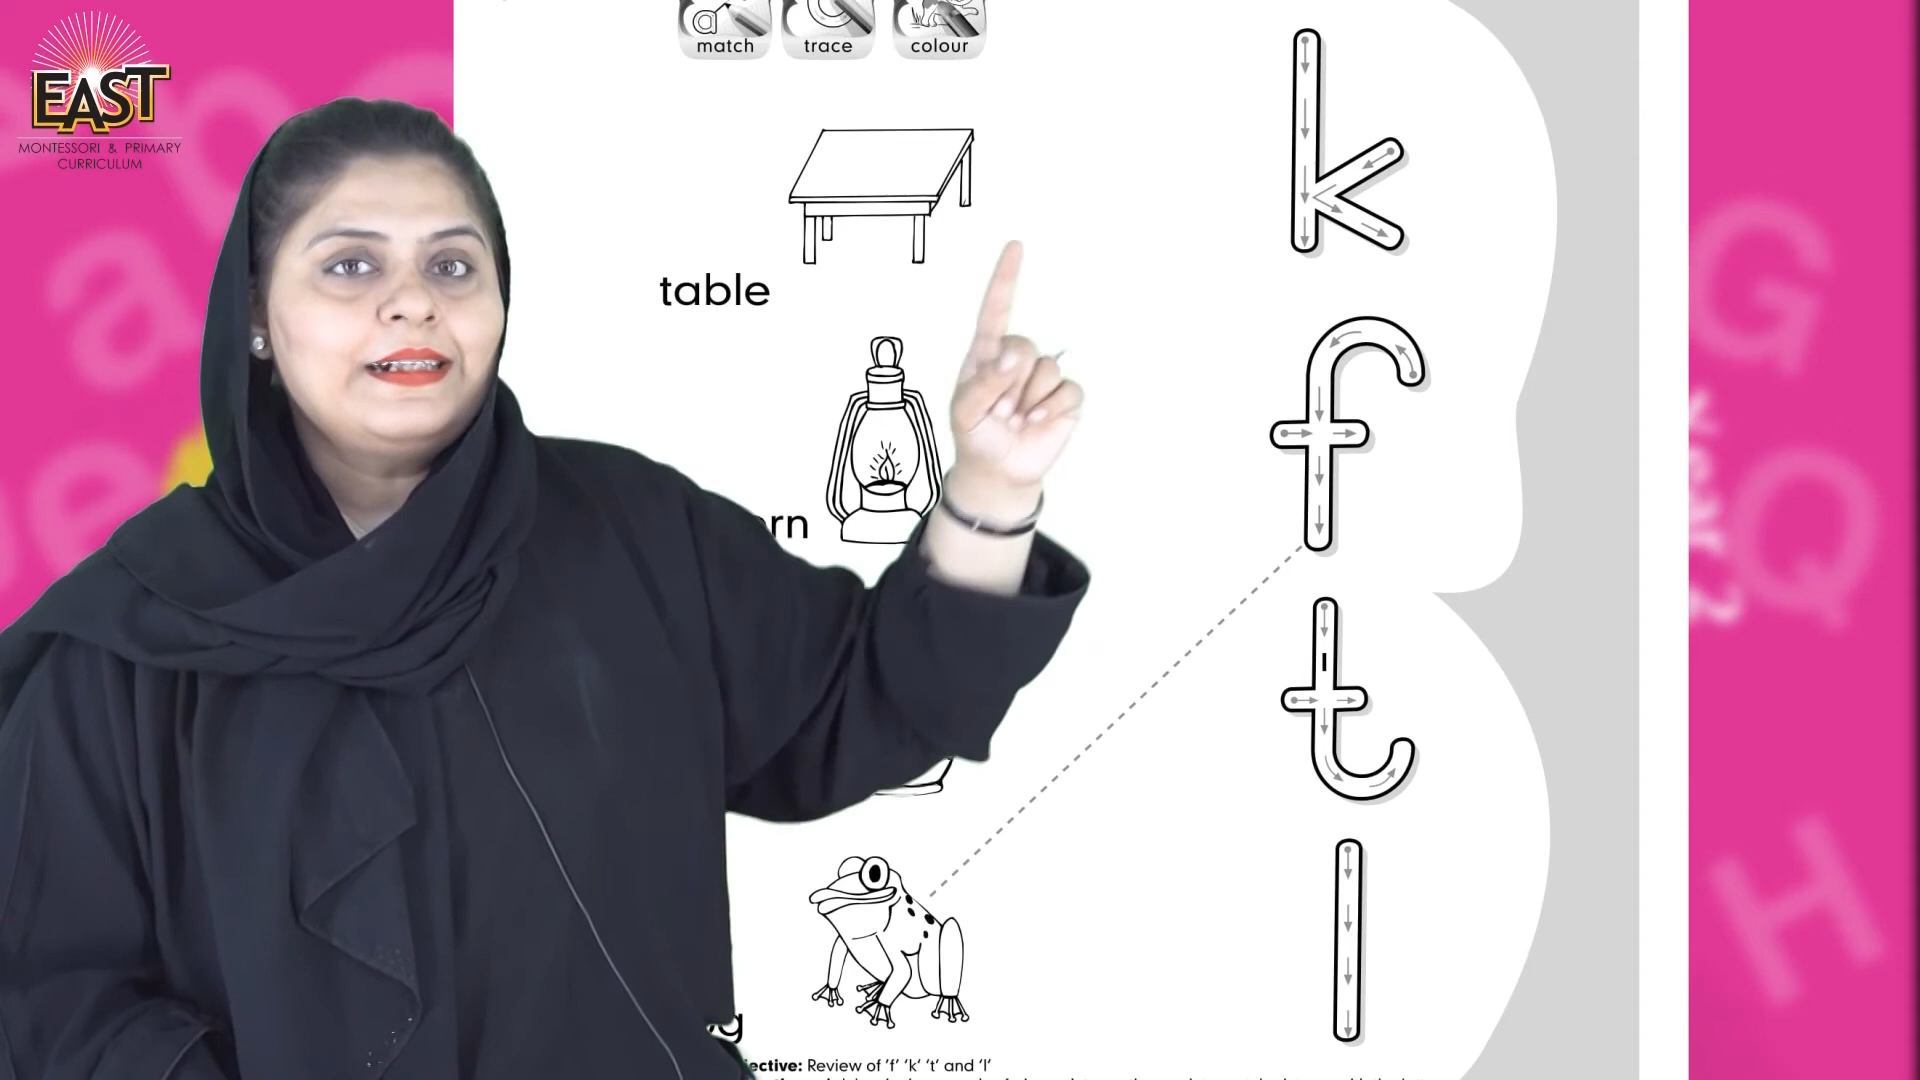 EAST
MONTESSORI & PRIMARY
CURRICULUM
match
trace
colour
table
k
f
t
l
Review of 'f' 'k' 't' and 'l'
a
G
Q
H
e